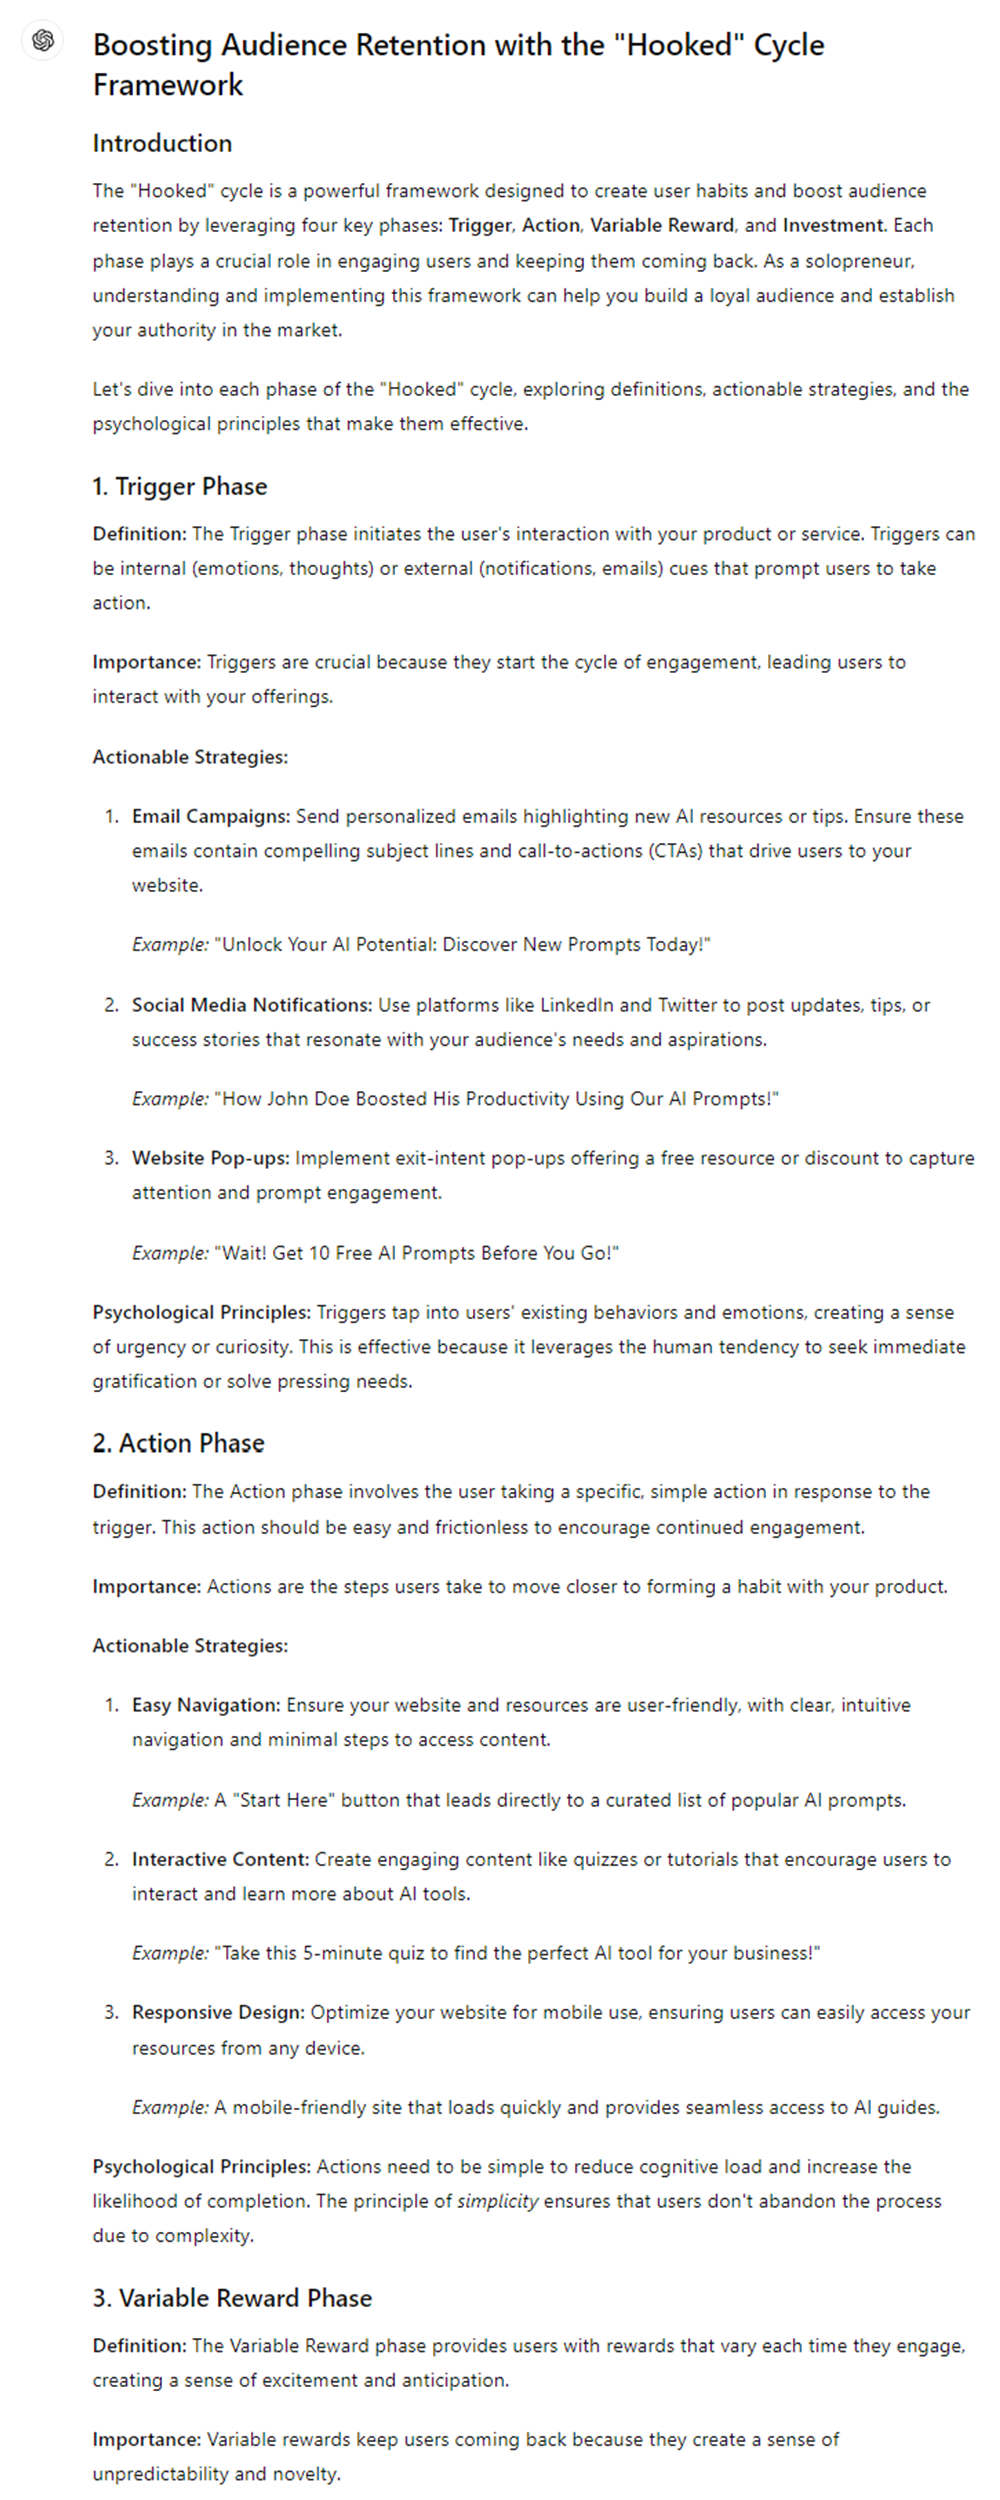 Boosting Audience Retention with the "Hooked" Cycle
Framework
Introduction
The "Hooked" cycle is a powerful framework designed to create user habits and boost audience
retention by leveraging four key phases: Trigger, Action, Variable Reward, and Investment. Each
phase plays a crucial role in engaging users and keeping them coming back. As a solopreneur,
understanding and implementing this framework can help you build a loyal audience and establish
your authority in the market.
Let's dive into each phase of the "Hooked" cycle, exploring definitions, actionable strategies, and the
psychological principles that make them effective.
1. Trigger Phase
Definition: The Trigger phase initiates the user's interaction with your product or service. Triggers can
be internal (emotions, thoughts) or external (notifications, emails) cues that prompt users to take
action.
Importance: Triggers are crucial because they start the cycle of engagement, leading users to
interact with your offerings.
Actionable Strategies:
1. Email Campaigns: Send personalized emails highlighting new AI resources or tips. Ensure these
emails contain compelling subject lines and call-to-actions (CTAs) that drive users to your
website.
Example: "Unlock Your AI Potential: Discover New Prompts Today!"
2. Social Media Notifications: Use platforms like LinkedIn and Twitter to post updates, tips, or
success stories that resonate with your audience's needs and aspirations.
Example: "How John Doe Boosted His Productivity Using Our AI Prompts!"
3. Website Pop-ups: Implement exit-intent pop-ups offering a free resource or discount to capture
attention and prompt engagement.
Example: "Wait! Get 10 Free AI Prompts Before You Go!"
Psychological Principles: Triggers tap into users' existing behaviors and emotions, creating a sense
of urgency or curiosity. This is effective because it leverages the human tendency to seek immediate
gratification or solve pressing needs.
2. Action Phase
Definition: The Action phase involves the user taking a specific, simple action in response to the
trigger. This action should be easy and frictionless to encourage continued engagement.
Importance: Actions are the steps users take to move closer to forming a habit with your product.
Actionable Strategies:
1. Easy Navigation: Ensure your website and resources are user-friendly, with clear, intuitive
navigation and minimal steps to access content.
Example: A "Start Here" button that leads directly to a curated list of popular AI prompts.
2. Interactive Content: Create engaging content like quizzes or tutorials that encourage users to
interact and learn more about AI tools.
Example: "Take this 5-minute quiz to find the perfect AI tool for your business!"
3. Responsive Design: Optimize your website for mobile use, ensuring users can easily access your
resources from any device.
Example: A mobile-friendly site that loads quickly and provides seamless access to AI guides.
Psychological Principles: Actions need to be simple to reduce cognitive load and increase the
likelihood of completion. The principle of simplicity ensures that users don't abandon the process
due to complexity.
3. Variable Reward Phase
Definition: The Variable Reward phase provides users with rewards that vary each time they engage,
creating a sense of excitement and anticipation.
Importance: Variable rewards keep users coming back because they create a sense of
unpredictability and novelty.